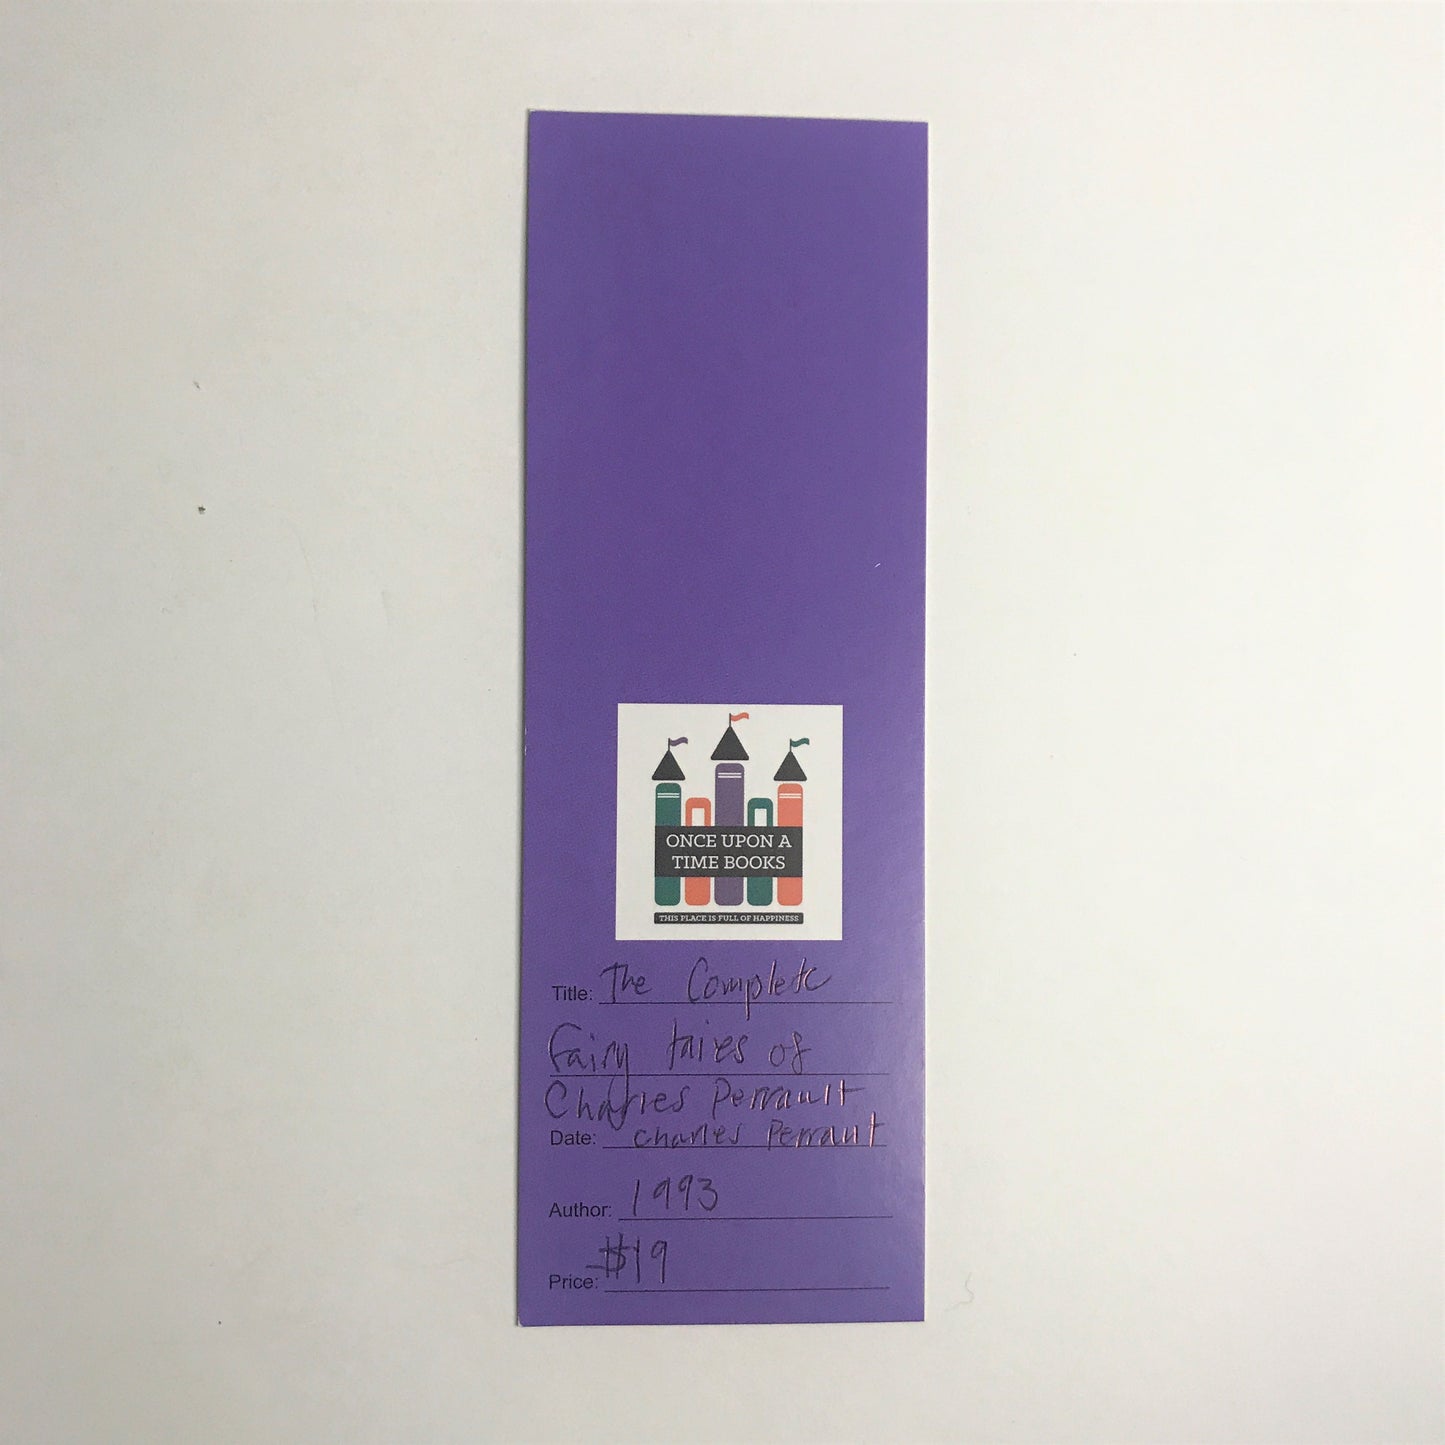 ONCE UPON A
TIME BOOKS
THIS PLACE IS FULL OF HAPPINESS
Title: The Complete
Fairy tales of
Charles Perrault
Date: Charles Perraut
Author: 1993
Price: $19